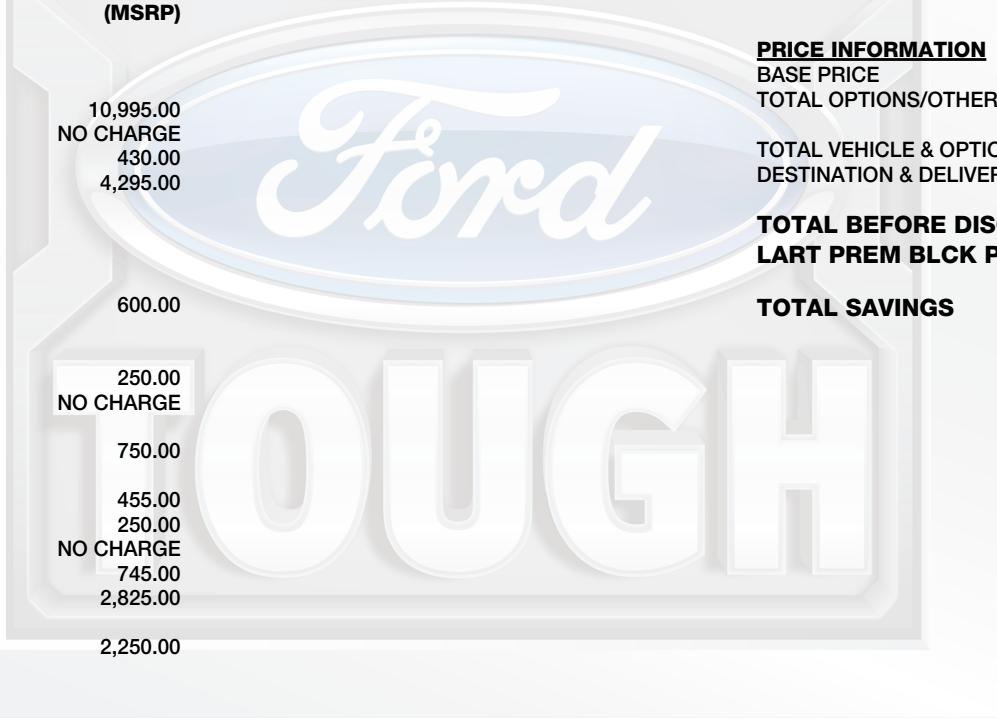 (MSRP)
10,995.00
NO CHARGE
430.00
4,295.00
600.00
250.00
NO CHARGE
750.00
455.00
250.00
NO CHARGE
745.00
2,825.00
2,250.00
PRICE INFORMATION
BASE PRICE
TOTAL OPTIONS/OTHER
TOTAL VEHICLE & OPTIO
DESTINATION & DELIVER
TOTAL BEFORE DIS
LART PREM BLCK P
TOTAL SAVINGS
Ford
TOUGH